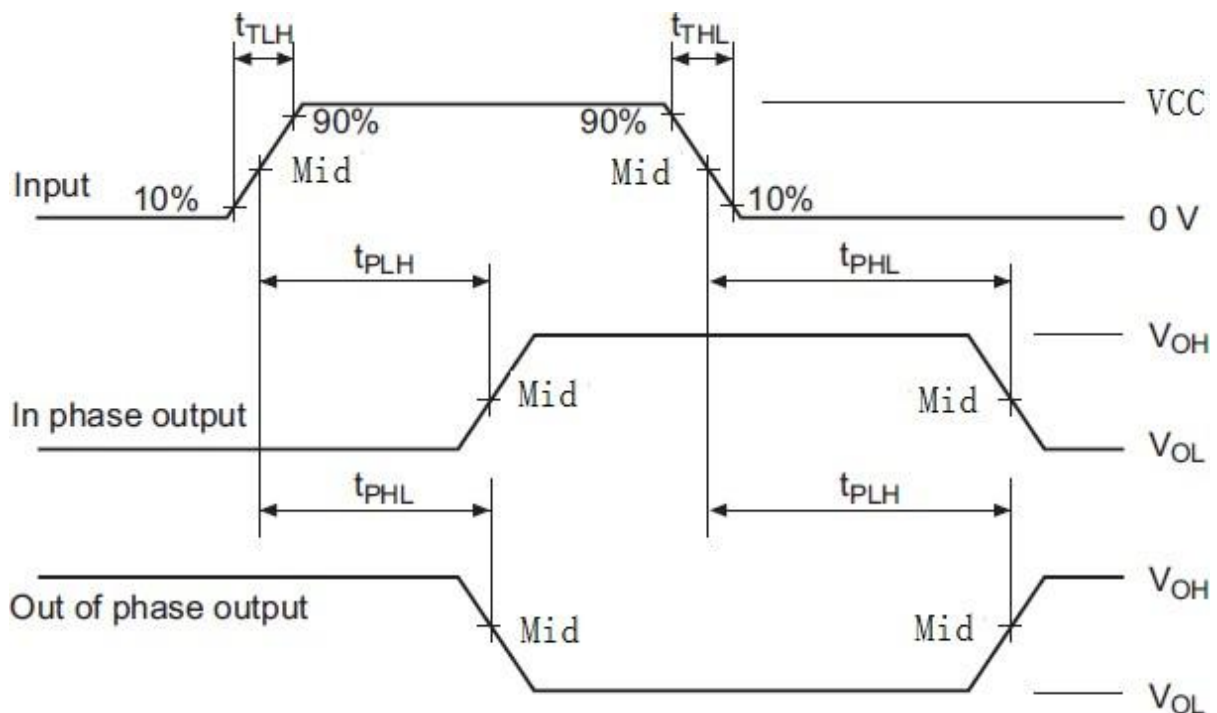 tTLH
tTHL
VCC
90%
90%
Mid
Mid
Input
10%
10%
0 V
tPLH
tPHL
VOH
Mid
Mid
In phase output
VOL
tPHL
tPLH
VOH
Out of phase output
Mid
Mid
VOL